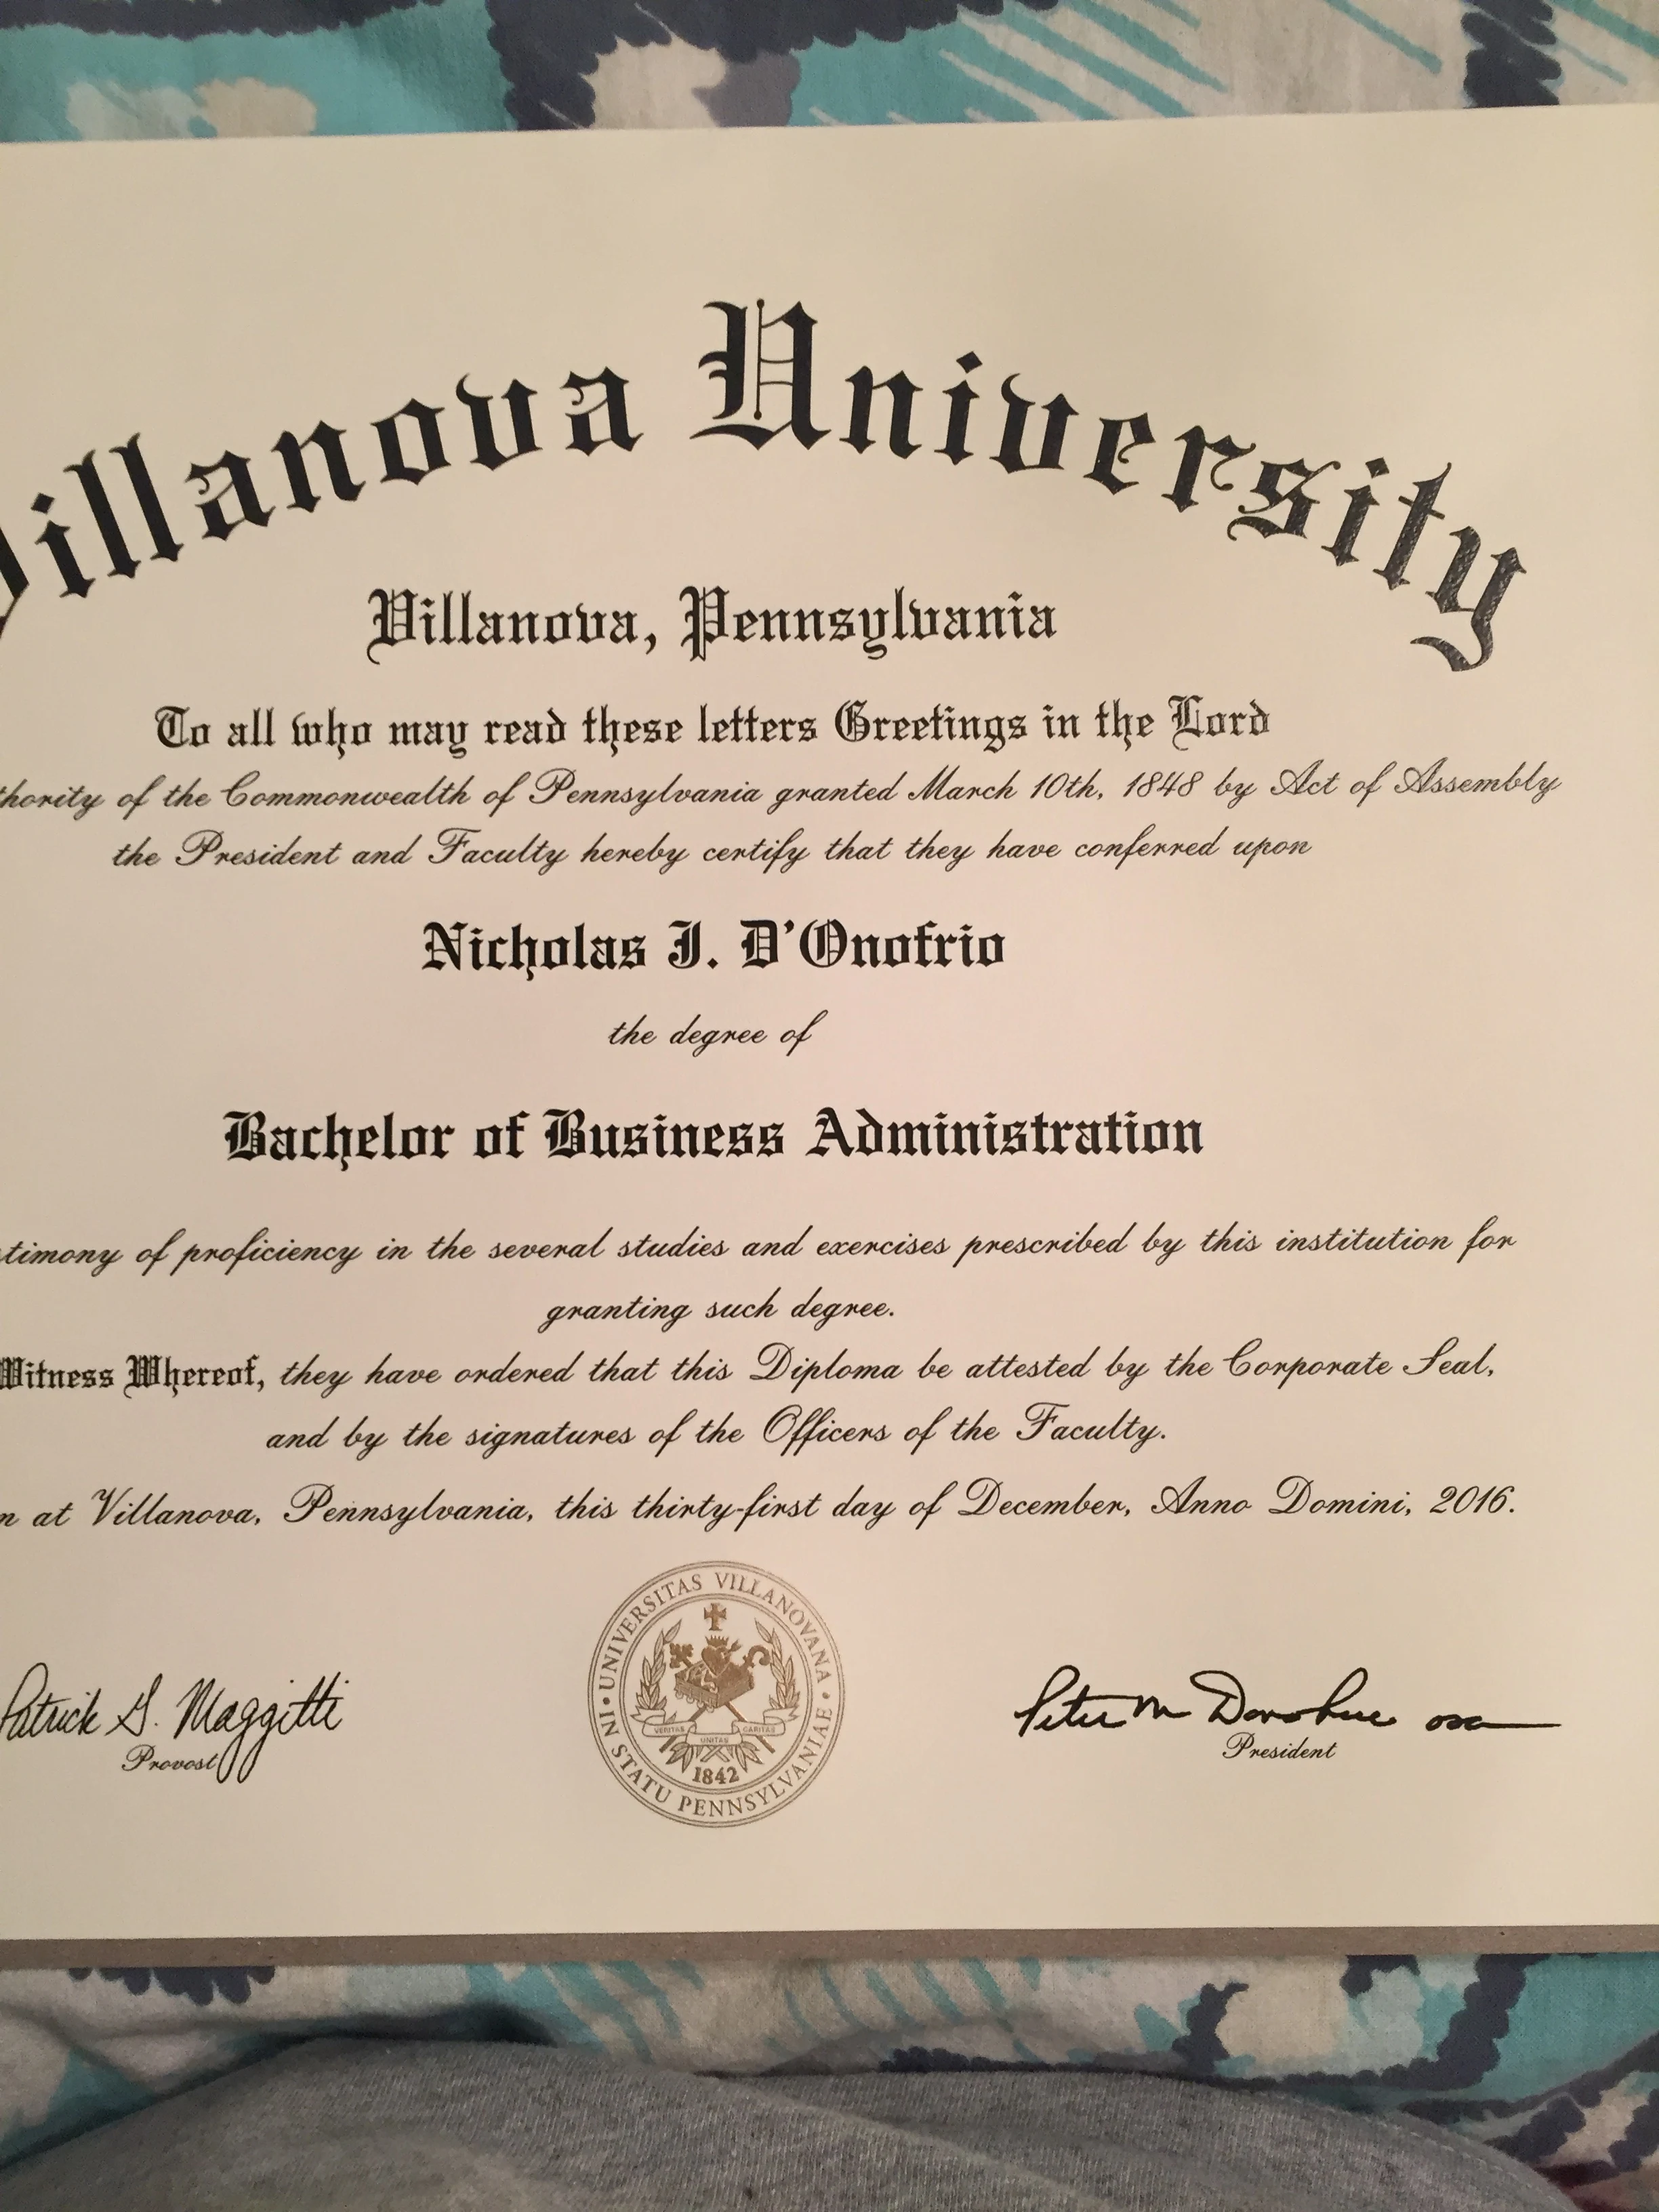 Villanova University
Villanova, Pennsylvania
To all who may read these letters Greetings in the Lord
thority of the Commonwealth of Pennsylvania granted March 10th, 1848 by Act of Assembly
the President and Faculty hereby certify that they have conferred upon
Nicholas J. D'Onofrio
the degree of
Bachelor of Business Administration
timony of proficiency in the several studies and exercises prescribed by this institution for
granting such degree.
Witness Whereof, they have ordered that this Diploma be attested by the Corporate Seal,
and by the signatures of the Officers of the Faculty.
n at Villanova, Pennsylvania, this thirty-first day of December, Anno Domini, 2016.
UNIVERSITAS VILLANOVANA • IN STATU PENNSYLVANIAE •
VERITAS UNITAS CARITAS
1842
Patrick G. Maggitti
Provost
Peter M Donohue osa
President